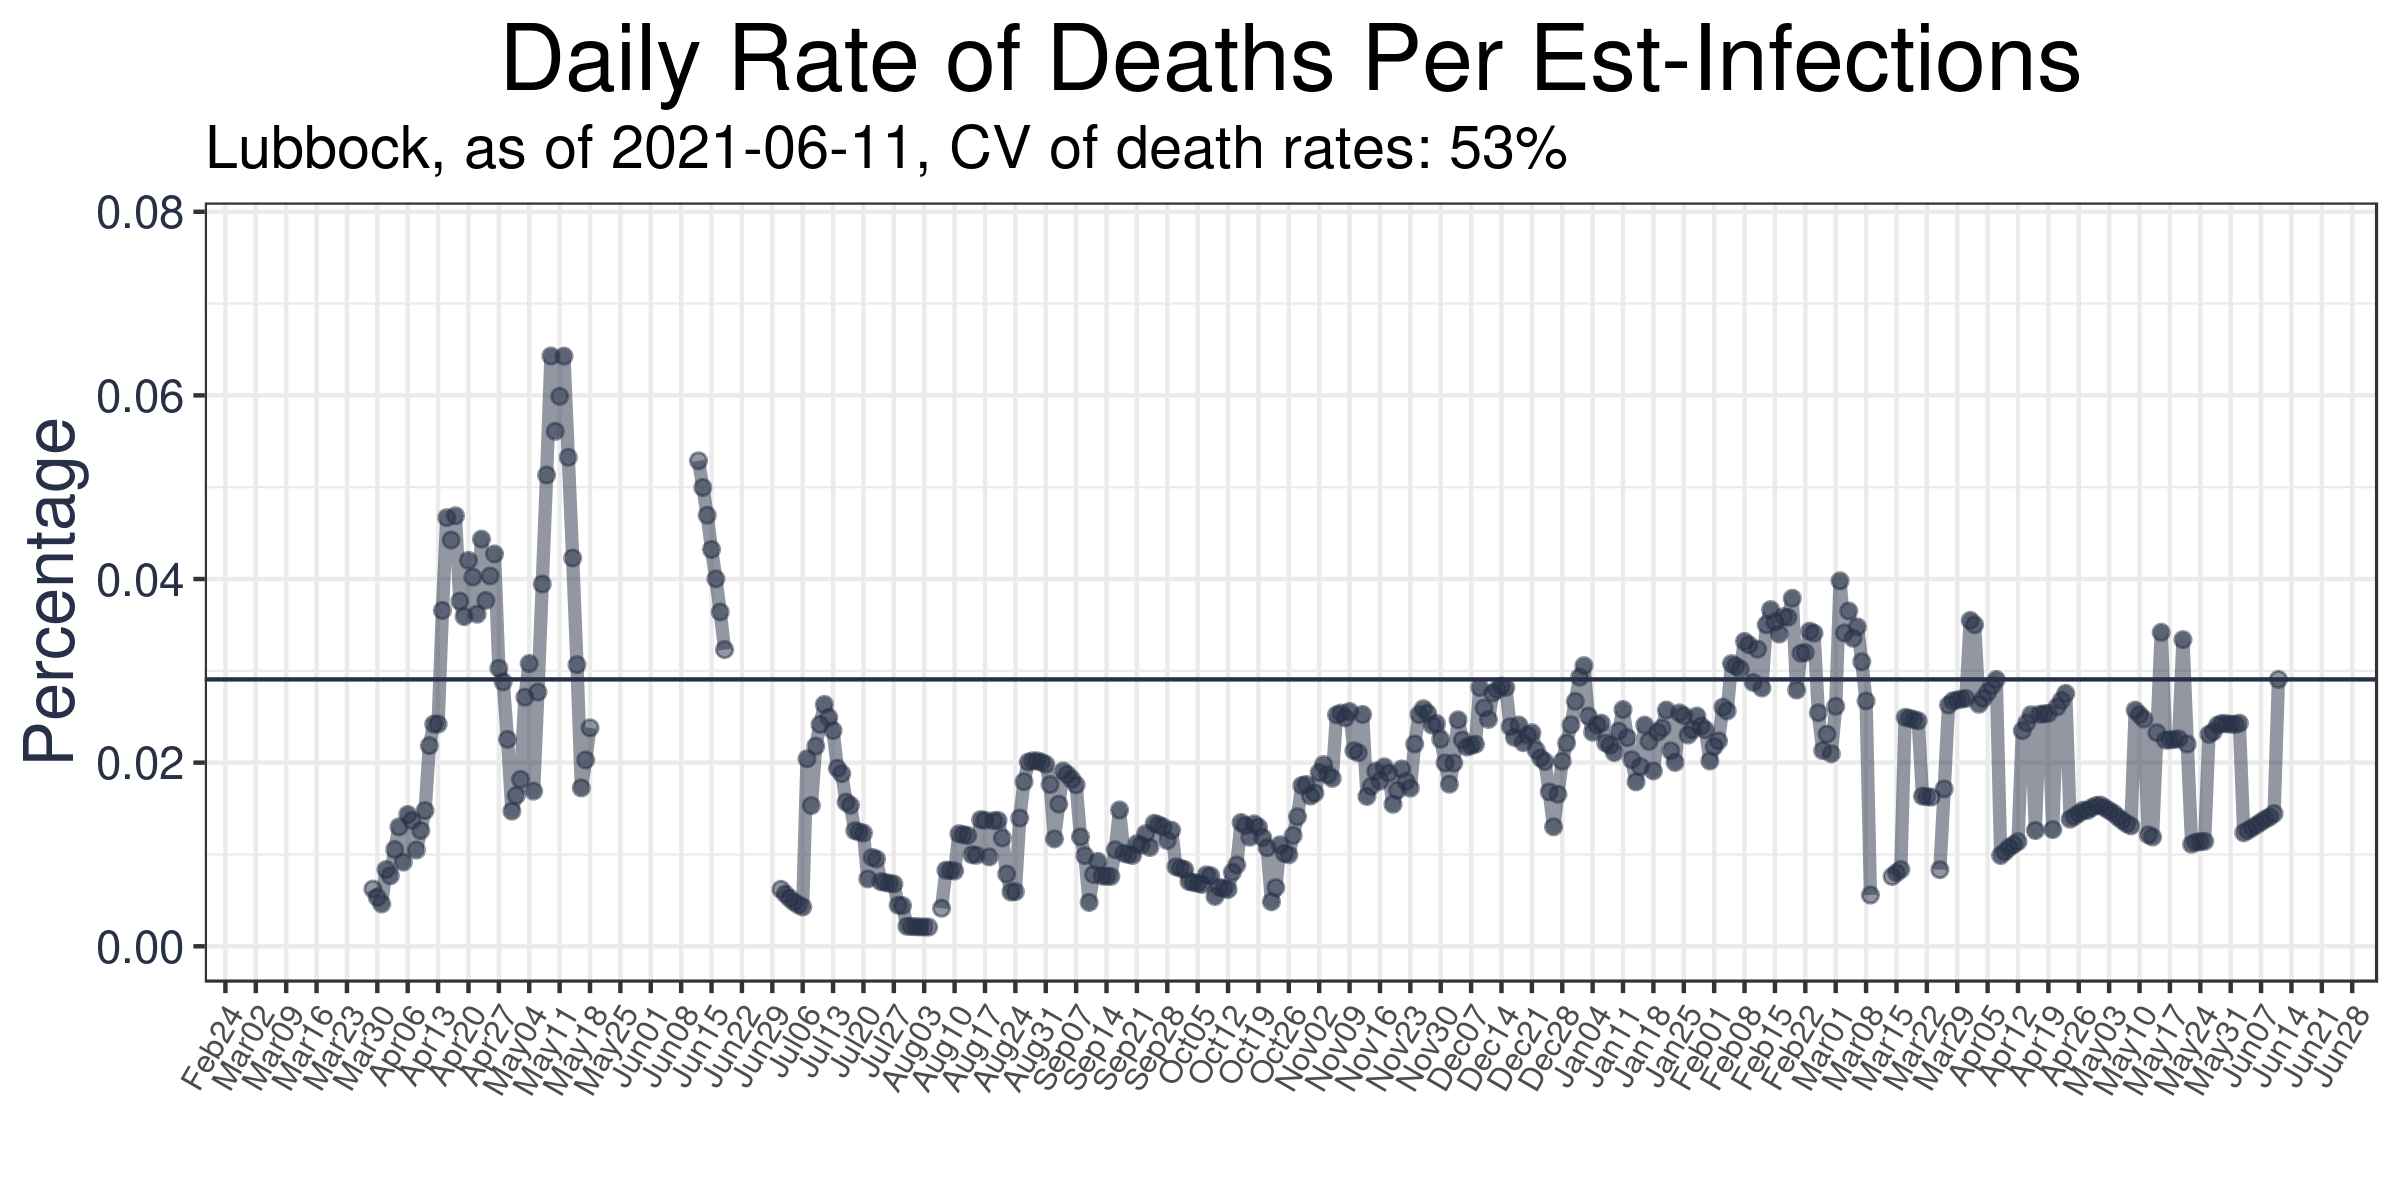 Daily Rate of Deaths Per Est-Infections
Lubbock, as of 2021-06-11, CV of death rates: 53%
Percentage
0.08
0.06
0.04
0.02
0.00
Feb24
Mar02
Mar09
Mar16
Mar23
Mar30
Apr06
Apr13
Apr20
Apr27
May04
May11
May18
May25
Jun01
Jun08
Jun15
Jun22
Jun29
Jul06
Jul13
Jul20
Jul27
Aug03
Aug10
Aug17
Aug24
Aug31
Sep07
Sep14
Sep21
Sep28
Oct05
Oct12
Oct19
Oct26
Nov02
Nov09
Nov16
Nov23
Nov30
Dec07
Dec14
Dec21
Dec28
Jan04
Jan11
Jan18
Jan25
Feb01
Feb08
Feb15
Feb22
Mar01
Mar08
Mar15
Mar22
Mar29
Apr05
Apr12
Apr19
Apr26
May03
May10
May17
May24
May31
Jun07
Jun14
Jun21
Jun28